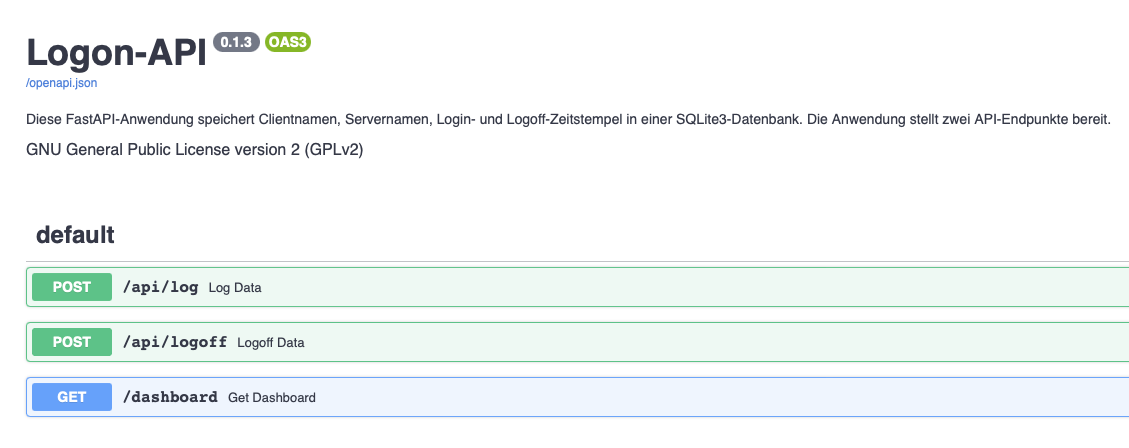 Logon-API 0.1.3 OAS3
/openapi.json
Diese FastAPI-Anwendung speichert Clientnamen, Servernamen, Login- und Logoff-Zeitstempel in einer SQLite3-Datenbank. Die Anwendung stellt zwei API-Endpunkte bereit.
GNU General Public License version 2 (GPLv2)
default
POST /api/log Log Data
POST /api/logoff Logoff Data
GET /dashboard Get Dashboard